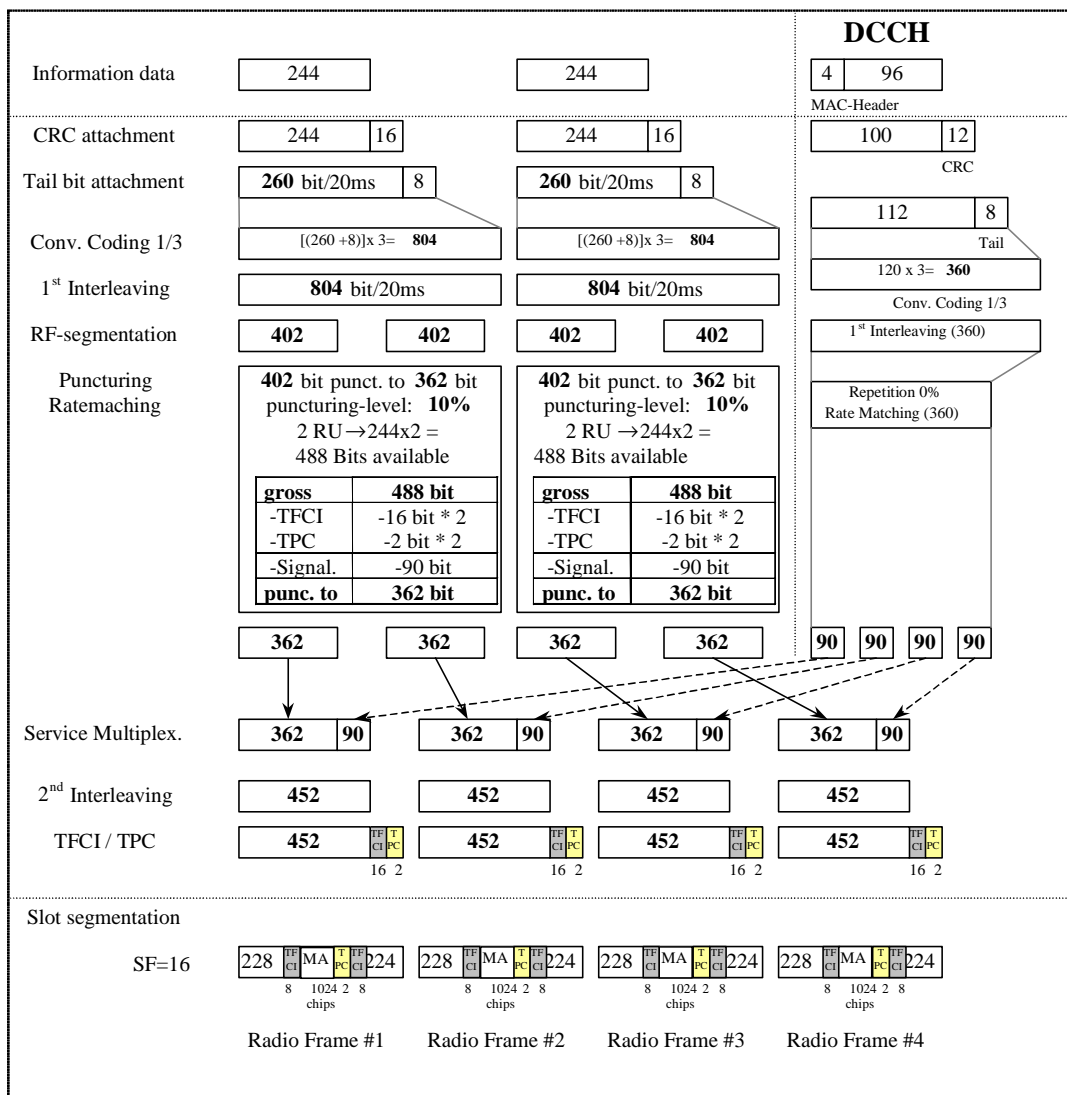 DCCH
Information data 244 244 4 96
MAC-Header
CRC attachment 244 16 244 16 100 12
CRC
Tail bit attachment 260 bit/20ms 8 260 bit/20ms 8
112 8
Tail
Conv. Coding 1/3 [(260 +8)]x 3= 804 [(260 +8)]x 3= 804
120 x 3= 360
Conv. Coding 1/3
1st Interleaving 804 bit/20ms 804 bit/20ms
RF-segmentation 402 402 402 402 1st Interleaving (360)
Puncturing
Ratemaching
402 bit punct. to 362 bit
puncturing-level: 10%
2 RU →244x2 =
488 Bits available
gross 488 bit
-TFCI -16 bit * 2
-TPC -2 bit * 2
-Signal. -90 bit
punc. to 362 bit
402 bit punct. to 362 bit
puncturing-level: 10%
2 RU →244x2 =
488 Bits available
gross 488 bit
-TFCI -16 bit * 2
-TPC -2 bit * 2
-Signal. -90 bit
punc. to 362 bit
Repetition 0%
Rate Matching (360)
362 362 362 362 90 90 90 90
Service Multiplex. 362 90 362 90 362 90 362 90
2nd Interleaving 452 452 452 452
TFCI / TPC 452 TF CI T PC 452 TF CI T PC 452 TF CI T PC 452 TF CI T PC
16 2 16 2 16 2 16 2
Slot segmentation
SF=16 228 TF CI MA T PC TF CI 224 228 TF CI MA T PC TF CI 224 228 TF CI MA T PC TF CI 224 228 TF CI MA T PC TF CI 224
8 1024 2 8 8 1024 2 8 8 1024 2 8 8 1024 2 8
chips chips chips chips
Radio Frame #1 Radio Frame #2 Radio Frame #3 Radio Frame #4